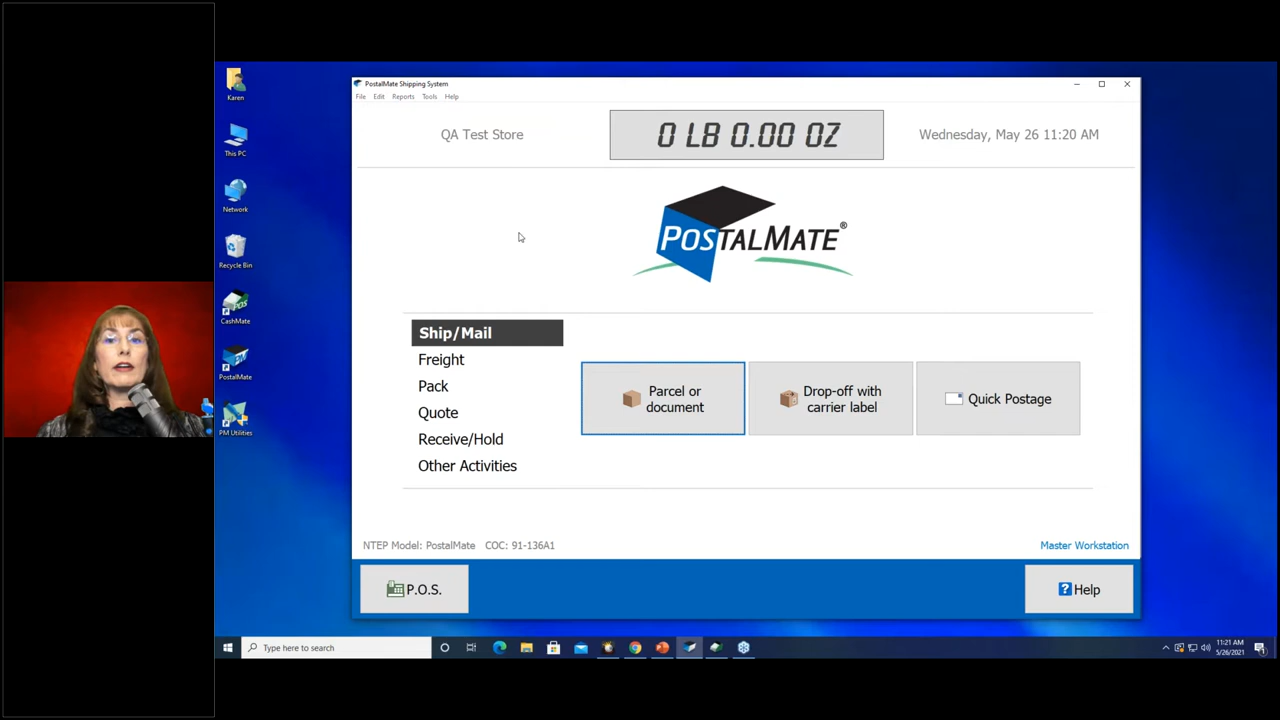 Karen
This PC
Network
Recycle Bin
CashMate
PostalMate
PM Utilities
PostalMate Shipping System
File Edit Reports Tools Help
QA Test Store
0 LB 0.00 OZ
Wednesday, May 26 11:20 AM
POSTALMATE®
Ship/Mail
Freight
Pack
Quote
Receive/Hold
Other Activities
Parcel or
document
Drop-off with
carrier label
Quick Postage
NTEP Model: PostalMate COC: 91-136A1
Master Workstation
P.O.S.
? Help
Type here to search
11:21 AM
5/26/2021